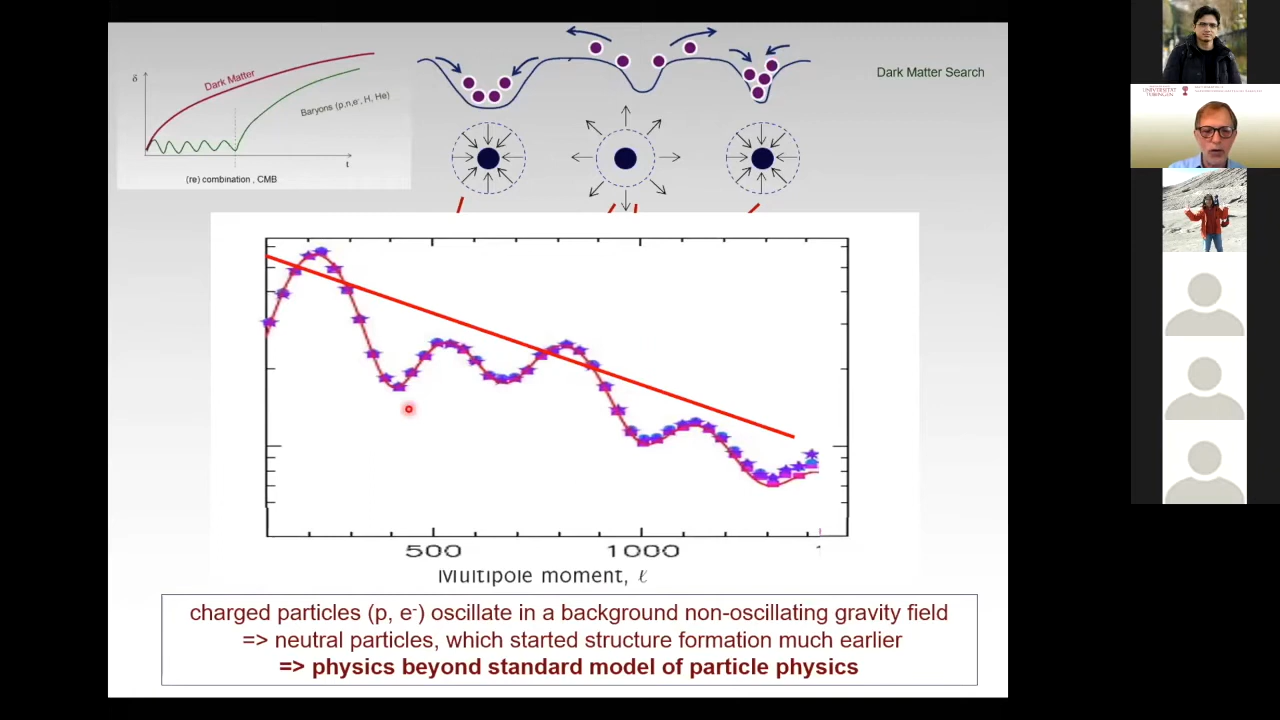 δ
Dark Matter
Baryons (p,n,e-, H, He)
t
(re) combination , CMB
Dark Matter Search
UNIVERSITÄT
TÜBINGEN
500
1000
Multipole moment, ℓ
charged particles (p, e-) oscillate in a background non-oscillating gravity field
=> neutral particles, which started structure formation much earlier
=> physics beyond standard model of particle physics